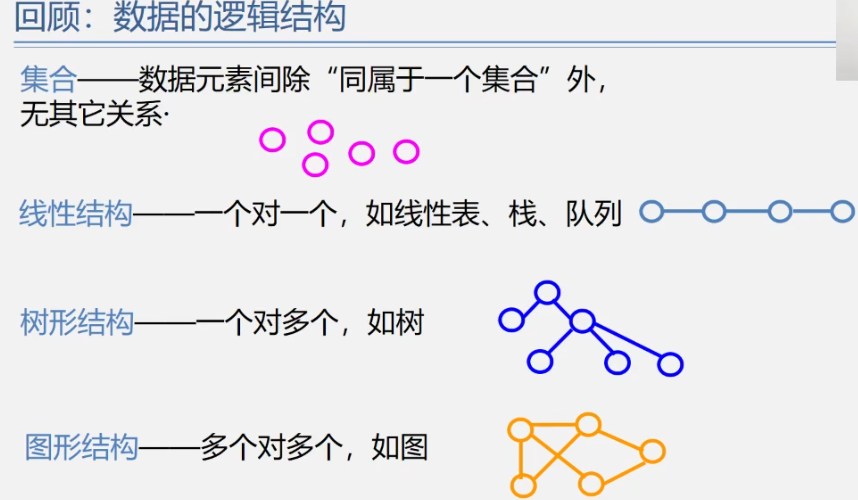 回顾：数据的逻辑结构
集合——数据元素间除“同属于一个集合”外，
无其它关系·
线性结构——一个对一个，如线性表、栈、队列
树形结构——一个对多个，如树
图形结构——多个对多个，如图